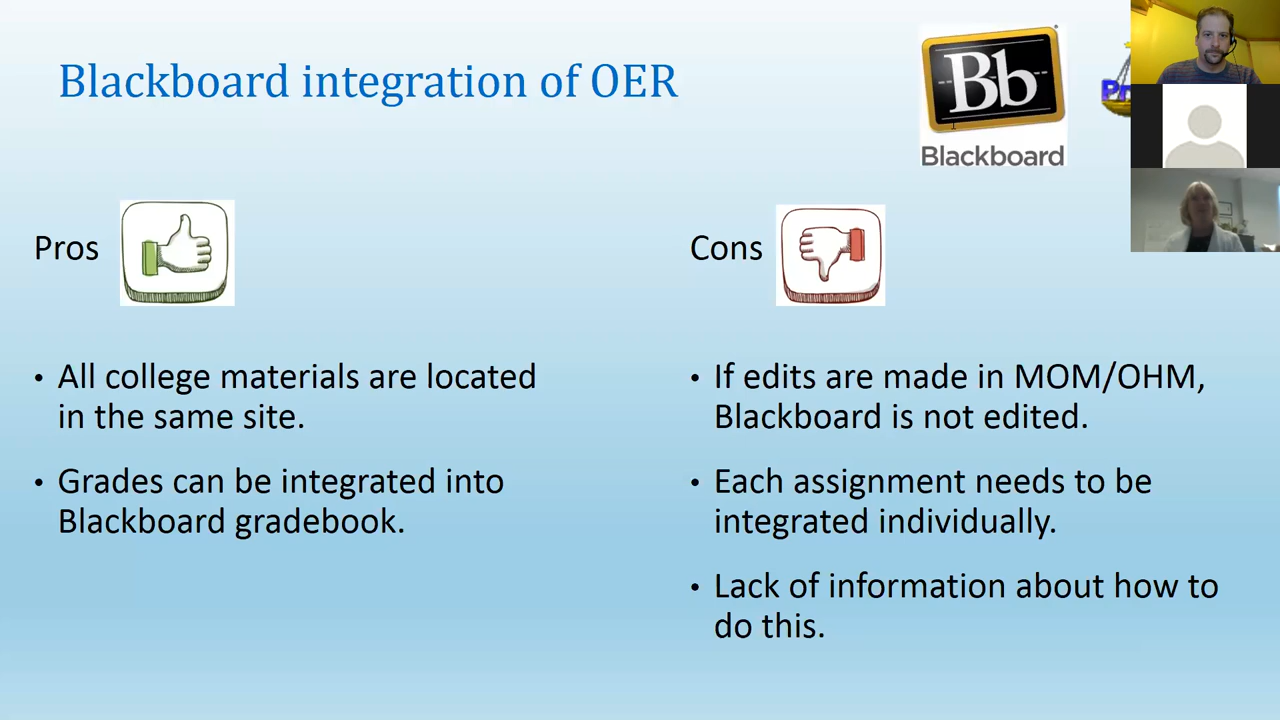 Blackboard integration of OER
Bb
Blackboard
Pros
Cons
• All college materials are located
in the same site.
• Grades can be integrated into
Blackboard gradebook.
• If edits are made in MOM/OHM,
Blackboard is not edited.
• Each assignment needs to be
integrated individually.
• Lack of information about how to
do this.